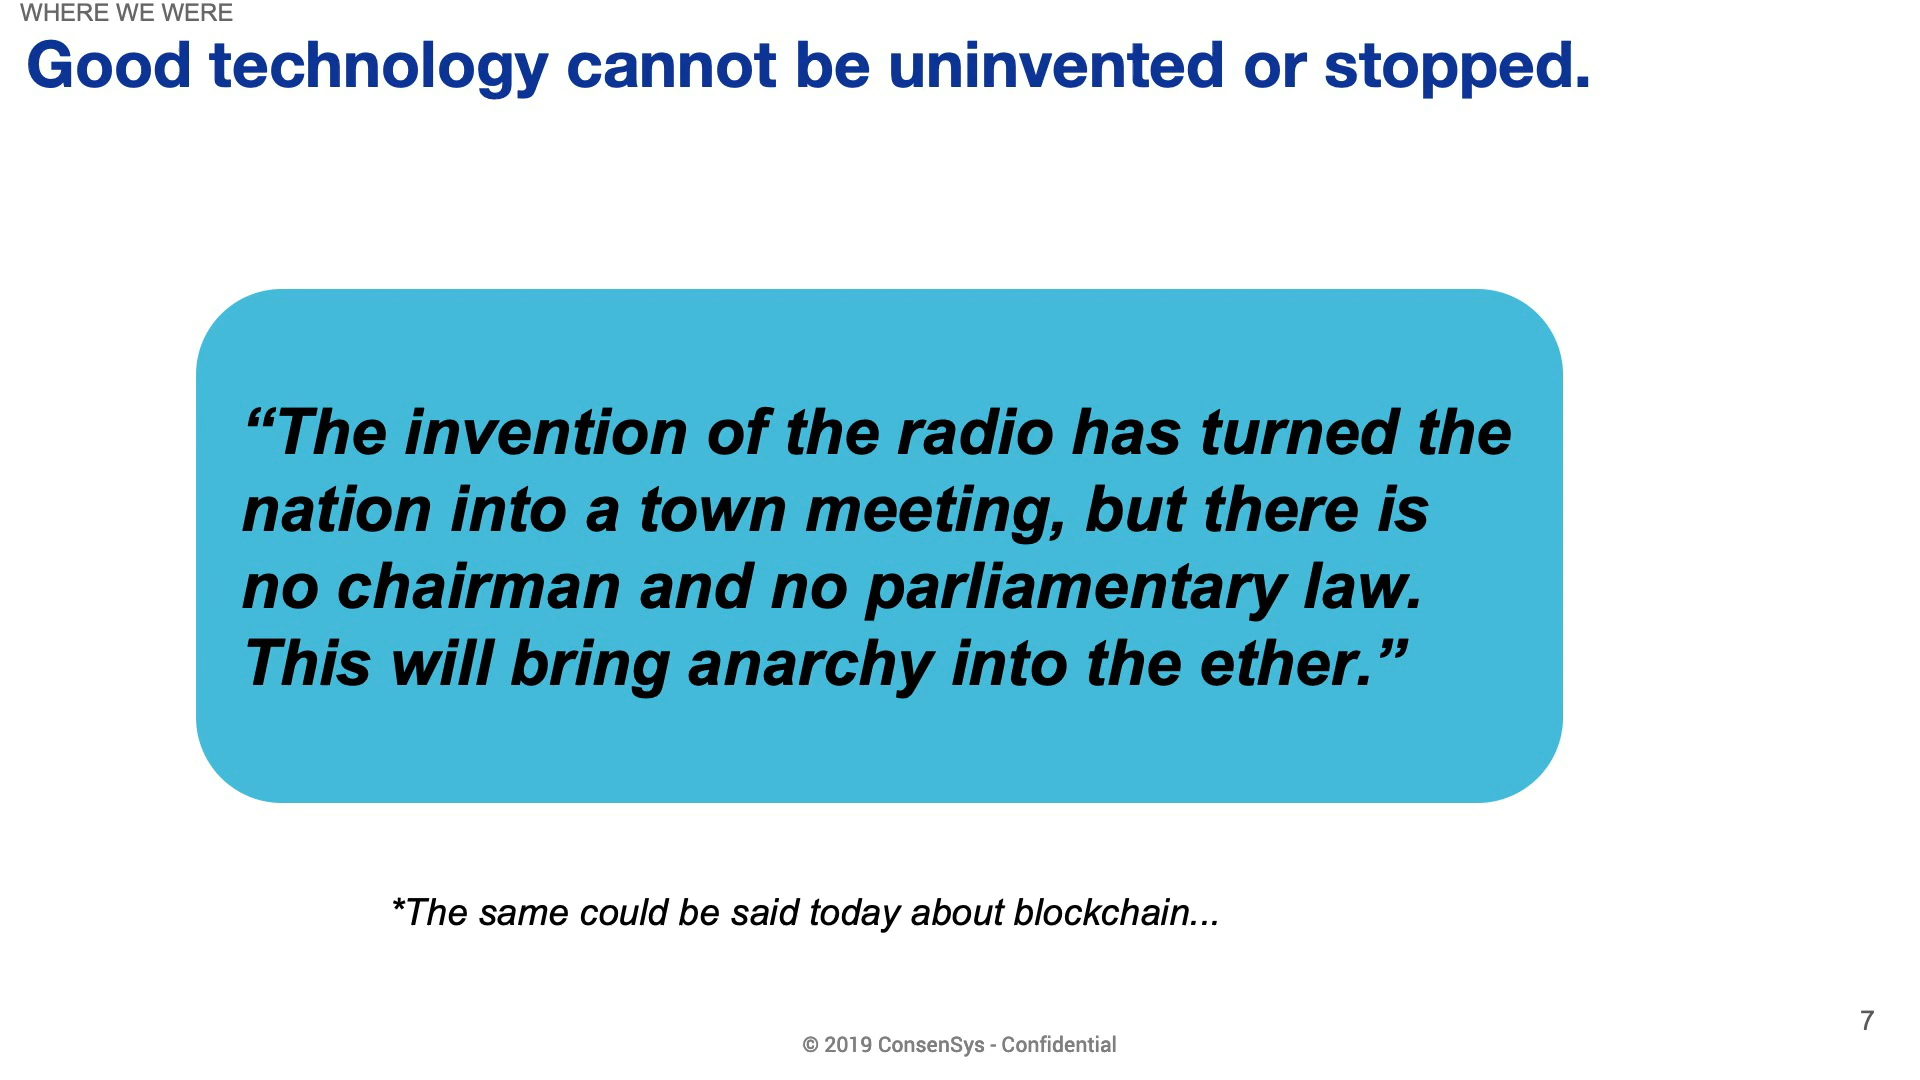 WHERE WE WERE
Good technology cannot be uninvented or stopped.
“The invention of the radio has turned the
nation into a town meeting, but there is
no chairman and no parliamentary law.
This will bring anarchy into the ether.”
*The same could be said today about blockchain...
7
© 2019 ConsenSys - Confidential